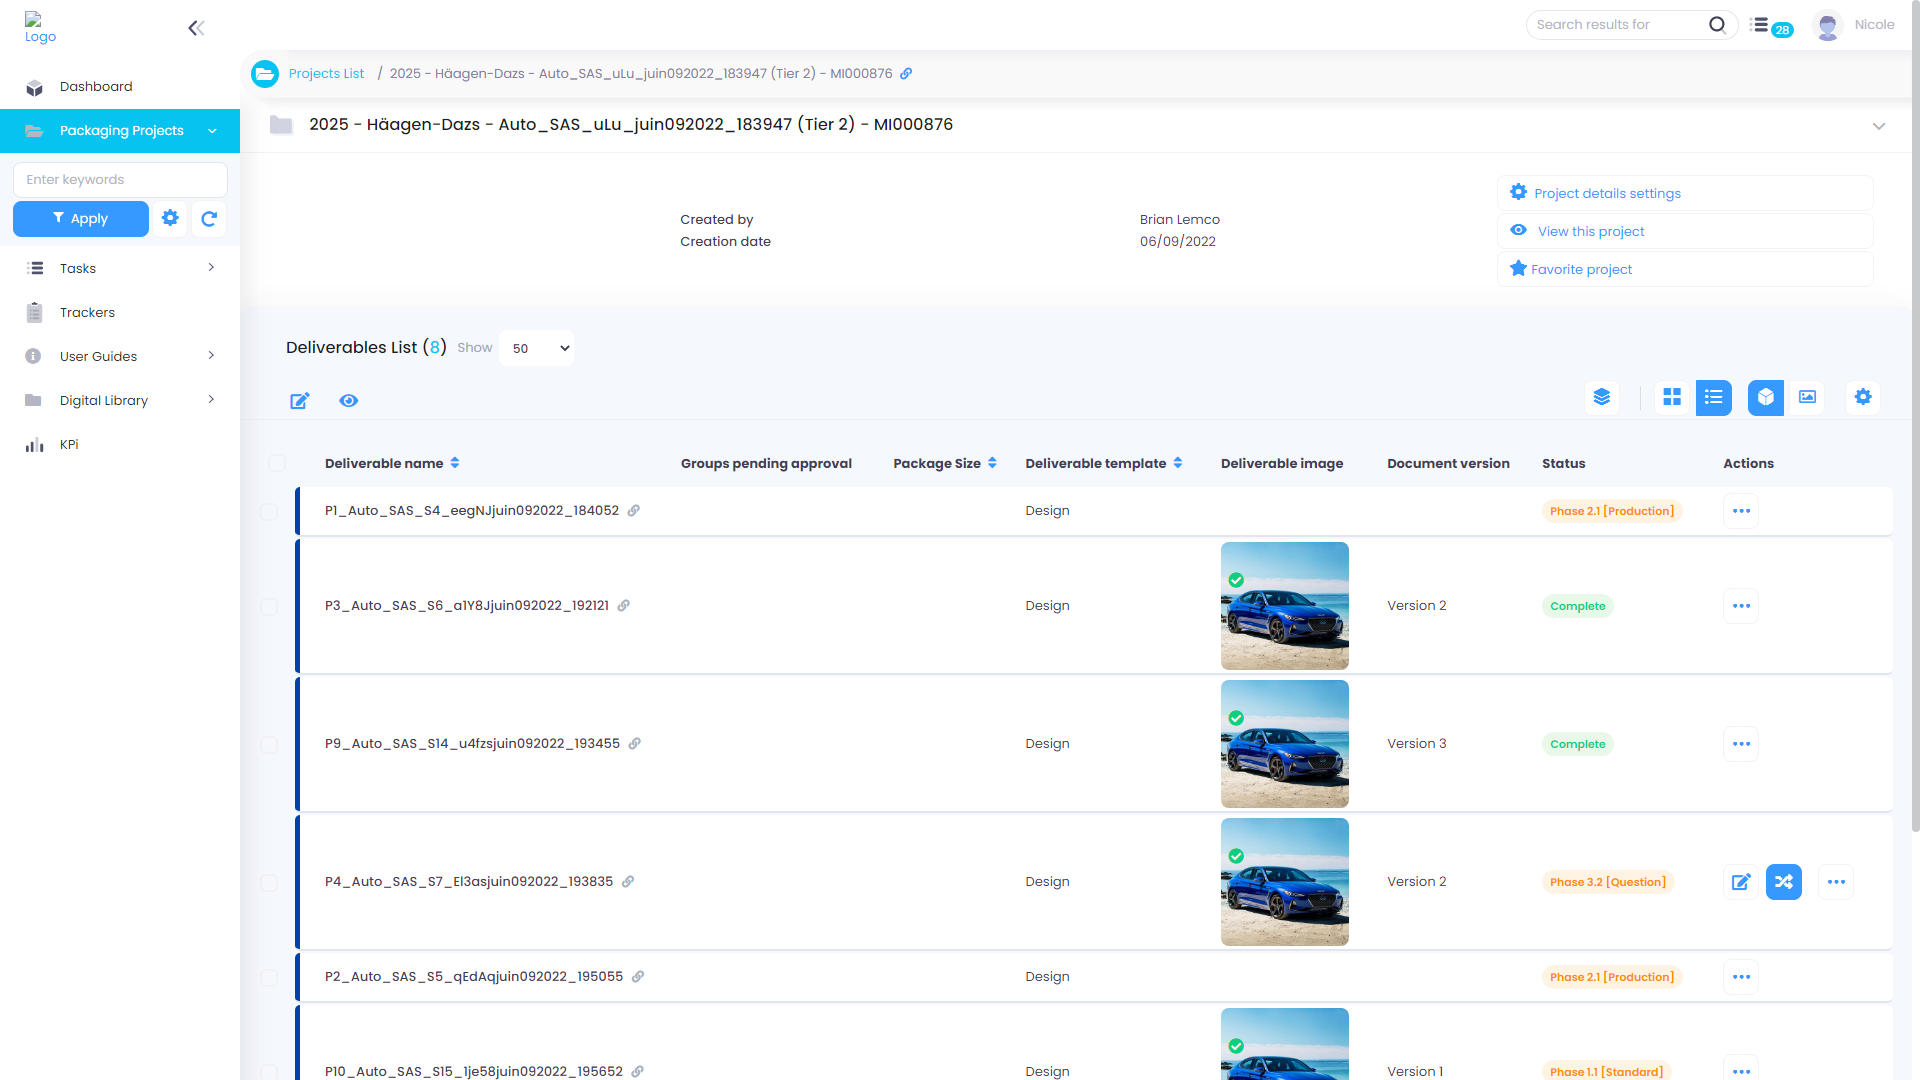 Logo
Search results for
28
Nicole
Dashboard
Projects List / 2025 - Häagen-Dazs - Auto_SAS_uLu_juin092022_183947 (Tier 2) - MI000876
Packaging Projects
2025 - Häagen-Dazs - Auto_SAS_uLu_juin092022_183947 (Tier 2) - MI000876
Enter keywords
Apply
Created by Brian Lemco
Creation date 06/09/2022
Project details settings
View this project
Favorite project
Tasks
Trackers
User Guides
Digital Library
KPi
Deliverables List (8) Show 50
Deliverable name Groups pending approval Package Size Deliverable template Deliverable image Document version Status Actions
P1_Auto_SAS_S4_eegNJjuin092022_184052 Design Phase 2.1 [Production]
P3_Auto_SAS_S6_a1Y8Jjuin092022_192121 Design Version 2 Complete
P9_Auto_SAS_S14_u4fzsjuin092022_193455 Design Version 3 Complete
P4_Auto_SAS_S7_El3asjuin092022_193835 Design Version 2 Phase 3.2 [Question]
P2_Auto_SAS_S5_qEdAqjuin092022_195055 Design Phase 2.1 [Production]
P10_Auto_SAS_S15_1je58juin092022_195652 Design Version 1 Phase 1.1 [Standard]